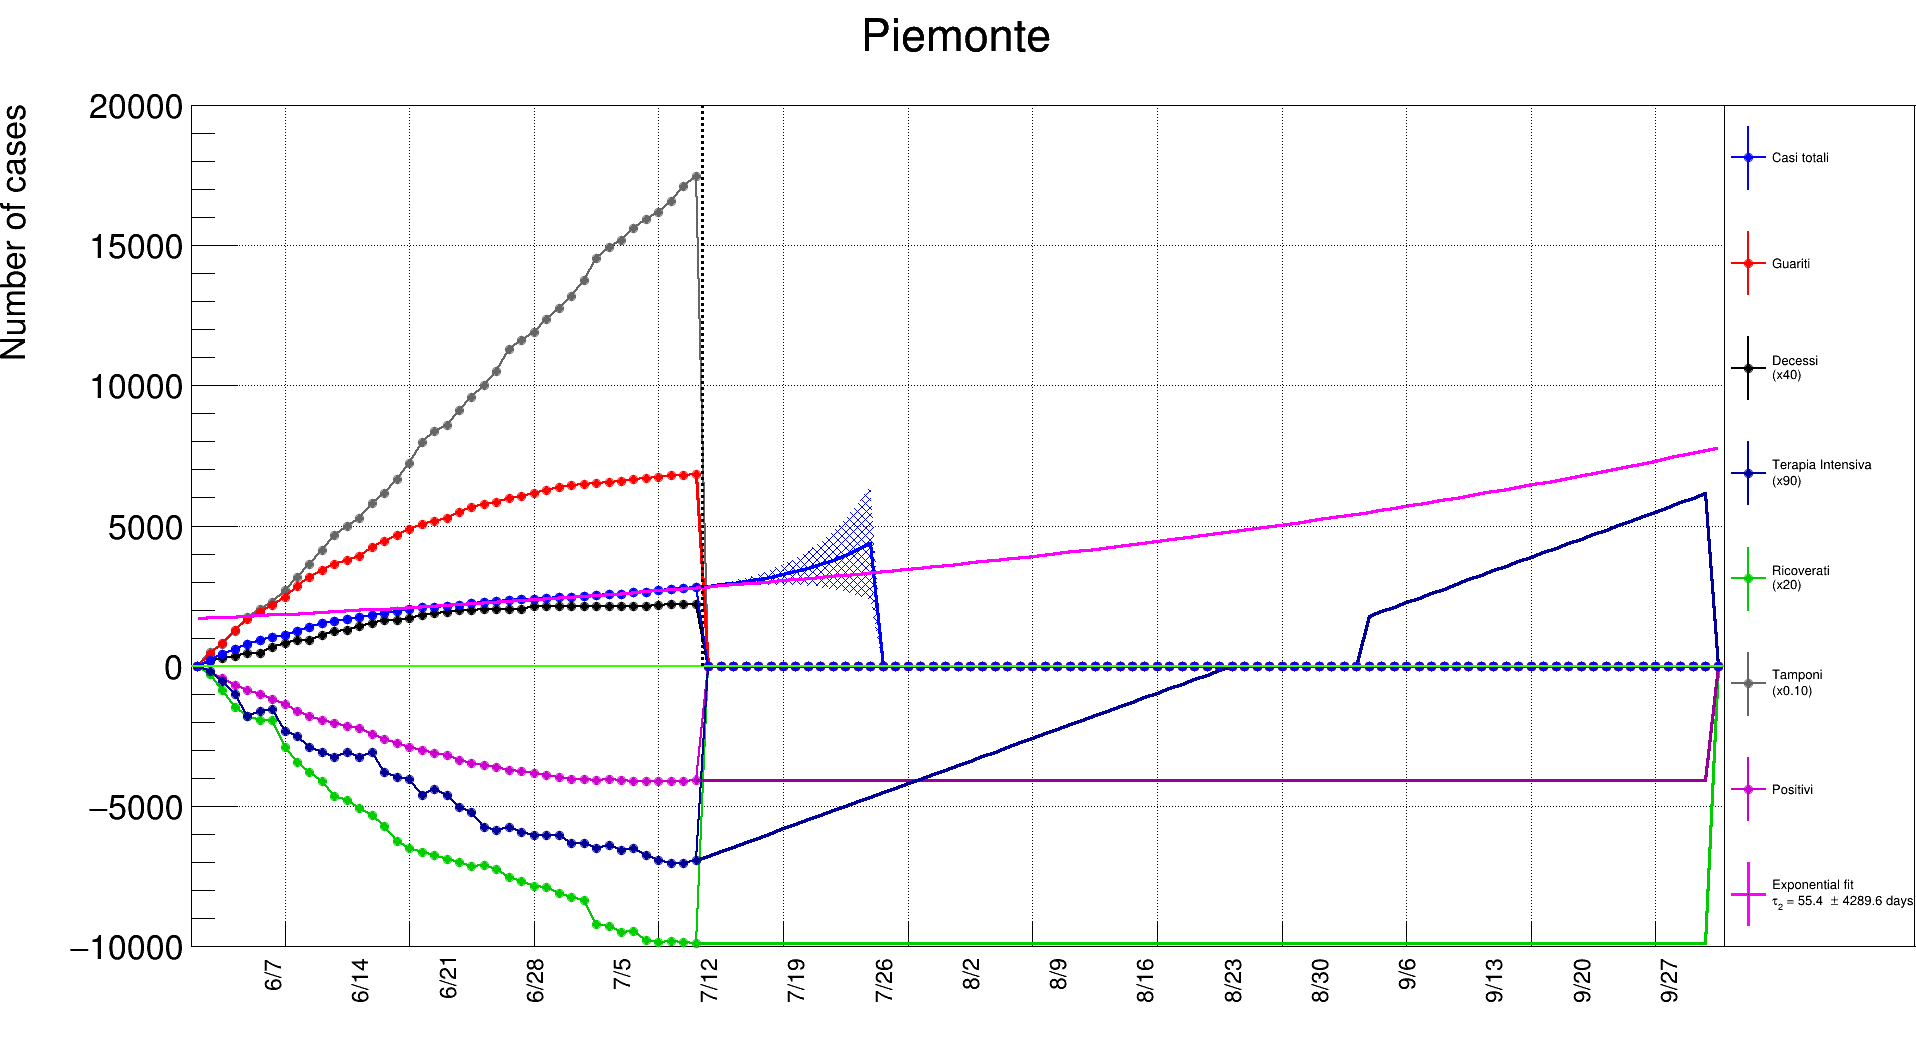 Piemonte
Number of cases
20000
15000
10000
5000
0
−5000
−10000
6/7
6/14
6/21
6/28
7/5
7/12
7/19
7/26
8/2
8/9
8/16
8/23
8/30
9/6
9/13
9/20
9/27
Casi totali
Guariti
Decessi
(x40)
Terapia Intensiva
(x90)
Ricoverati
(x20)
Tamponi
(x0.10)
Positivi
Exponential fit
τ2 = 55.4 ± 4289.6 days